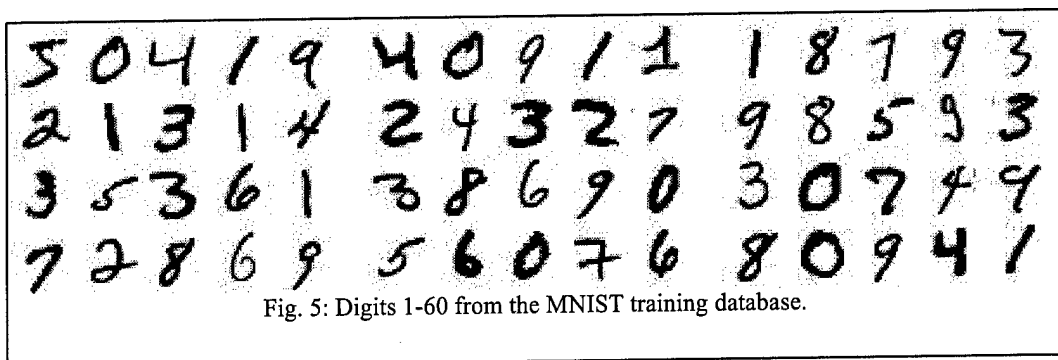 5 0 4 1 9 4 0 9 1 1 1 8 7 9 3
2 1 3 1 4 2 4 3 2 7 9 8 5 9 3
3 5 3 6 1 3 8 6 9 0 3 0 7 4 9
7 2 8 6 9 5 6 0 7 6 8 0 9 4 1
Fig. 5: Digits 1-60 from the MNIST training database.